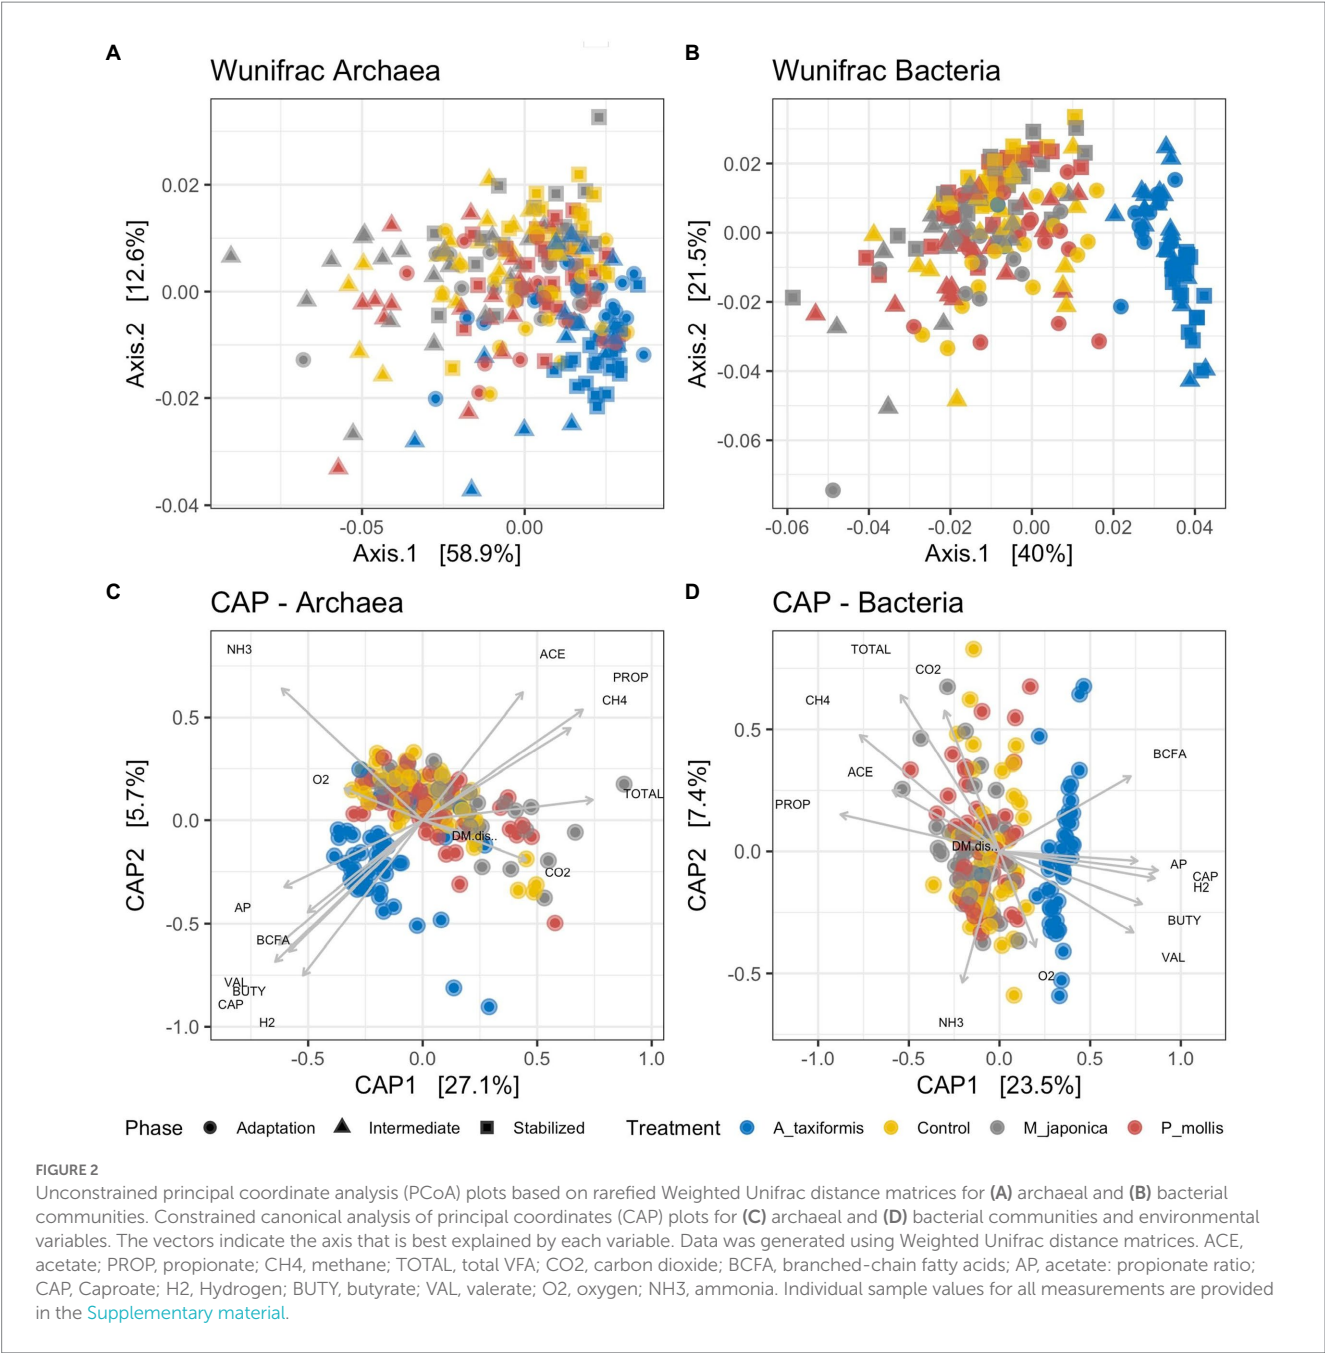 A
Wunifrac Archaea
Axis.2 [12.6%]
0.02
0.00
-0.02
-0.04
-0.05
0.00
Axis.1 [58.9%]
B
Wunifrac Bacteria
Axis.2 [21.5%]
0.02
0.00
-0.02
-0.04
-0.06
-0.06
-0.04
-0.02
0.00
0.02
0.04
Axis.1 [40%]
C
CAP - Archaea
CAP2 [5.7%]
0.5
0.0
-0.5
-1.0
NH3
ACE
PROP
CH4
O2
TOTAL
DM.dis..
CO2
AP
BCFA
VAL
BUTY
CAP
H2
-0.5
0.0
0.5
1.0
CAP1 [27.1%]
D
CAP - Bacteria
CAP2 [7.4%]
0.5
0.0
-0.5
TOTAL
CO2
CH4
BCFA
ACE
PROP
DM.dis..
AP
CAP
H2
BUTY
VAL
O2
NH3
-1.0
-0.5
0.0
0.5
1.0
CAP1 [23.5%]
Phase Adaptation Intermediate Stabilized Treatment A_taxiformis Control M_japonica P_mollis
FIGURE 2
Unconstrained principal coordinate analysis (PCoA) plots based on rarefied Weighted Unifrac distance matrices for (A) archaeal and (B) bacterial
communities. Constrained canonical analysis of principal coordinates (CAP) plots for (C) archaeal and (D) bacterial communities and environmental
variables. The vectors indicate the axis that is best explained by each variable. Data was generated using Weighted Unifrac distance matrices. ACE,
acetate; PROP, propionate; CH4, methane; TOTAL, total VFA; CO2, carbon dioxide; BCFA, branched-chain fatty acids; AP, acetate: propionate ratio;
CAP, Caproate; H2, Hydrogen; BUTY, butyrate; VAL, valerate; O2, oxygen; NH3, ammonia. Individual sample values for all measurements are provided
in the Supplementary material.